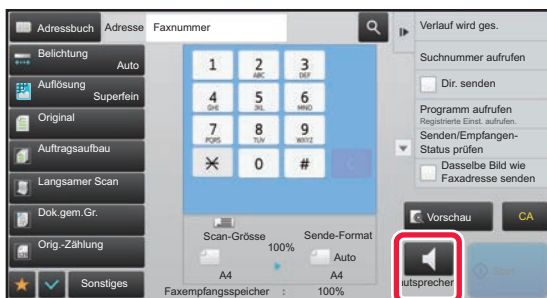 Adressbuch
Adresse
Faxnummer
Belichtung
Auto
Auflösung
Superfein
Original
Auftragsaufbau
Langsamer Scan
Dok.gem.Gr.
Orig.-Zählung
Sonstiges
1
2
ABC
3
DEF
4
GHI
5
JKL
6
MNO
7
PQRS
8
TUV
9
WXYZ
0
#
C
Scan-Grösse
100%
Sende-Format
Auto
A4
A4
Faxempfangsspeicher : 100%
Verlauf wird ges.
Suchnummer aufrufen
Dir. senden
Programm aufrufen
Registrierte Einst. aufrufen.
Senden/Empfangen-
Status prüfen
Dasselbe Bild wie
Faxadresse senden
Vorschau
CA
autsprecher
Start